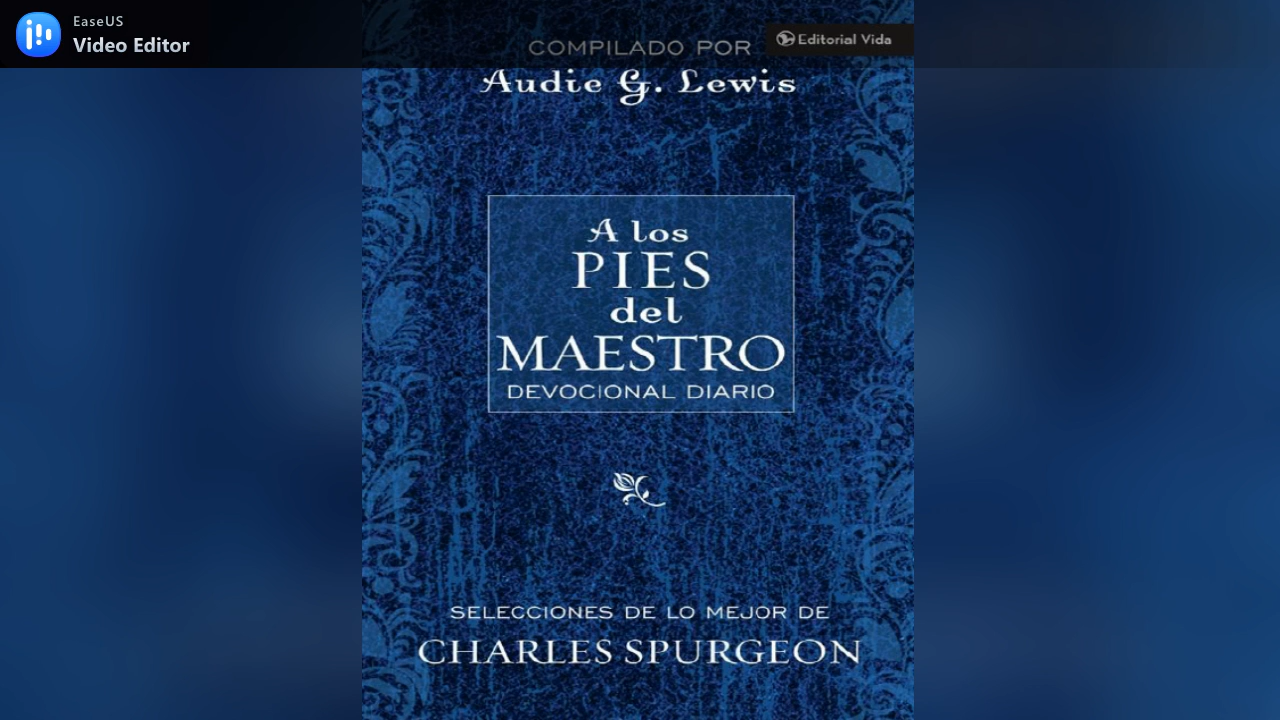 EaseUS
Video Editor
COMPILADO POR
Editorial Vida
Audie G. Lewis
A los
PIES
del
MAESTRO
DEVOCIONAL DIARIO
SELECCIONES DE LO MEJOR DE
CHARLES SPURGEON